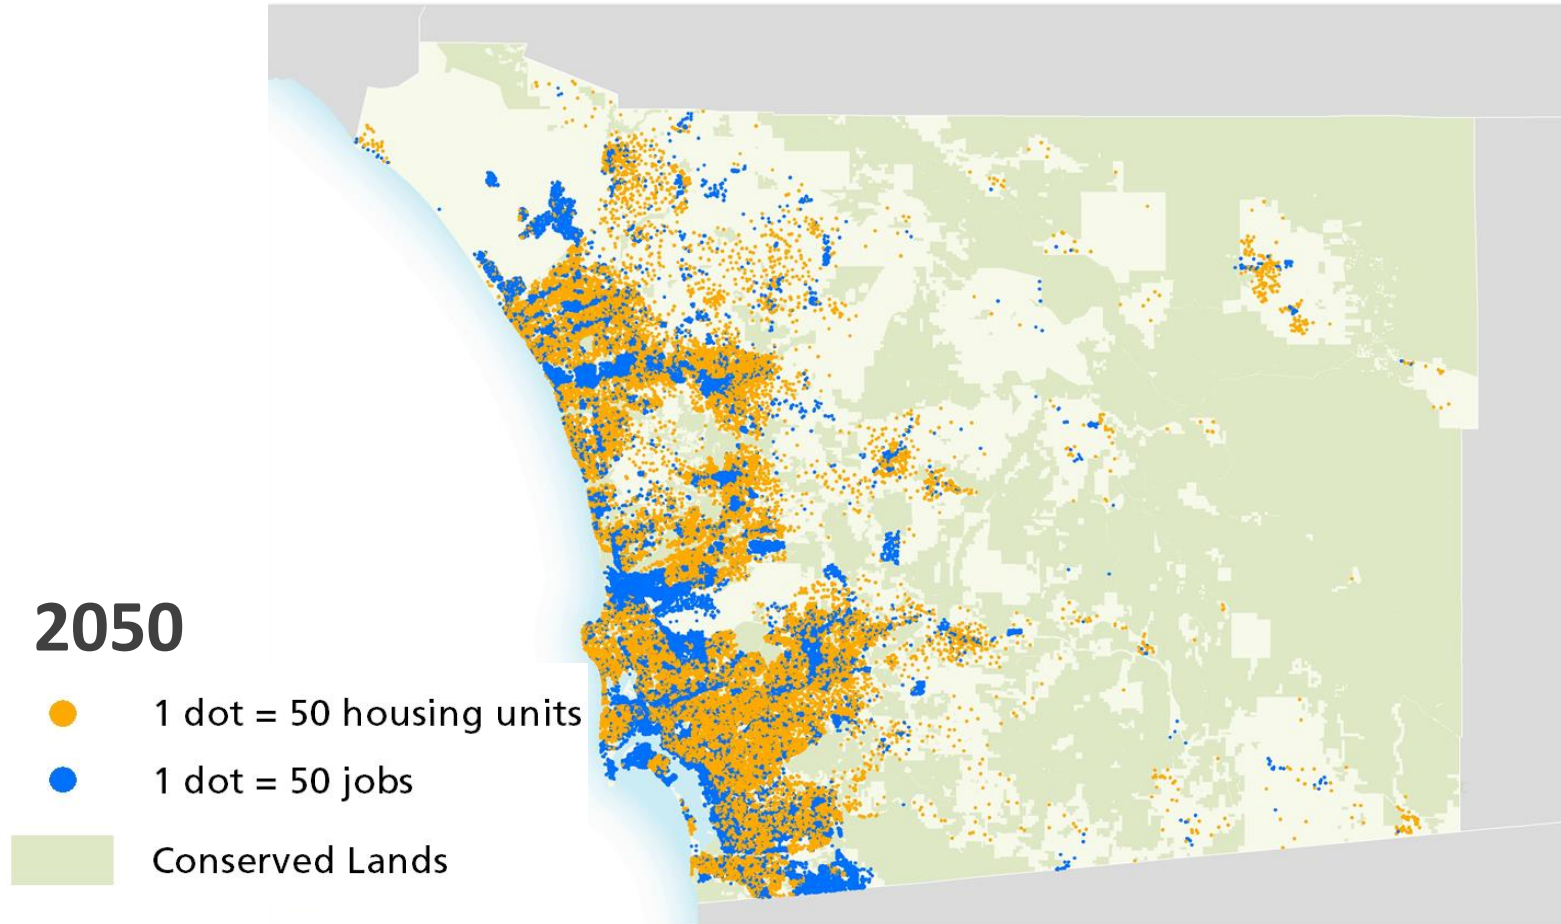 2050
1 dot = 50 housing units
1 dot = 50 jobs
Conserved Lands